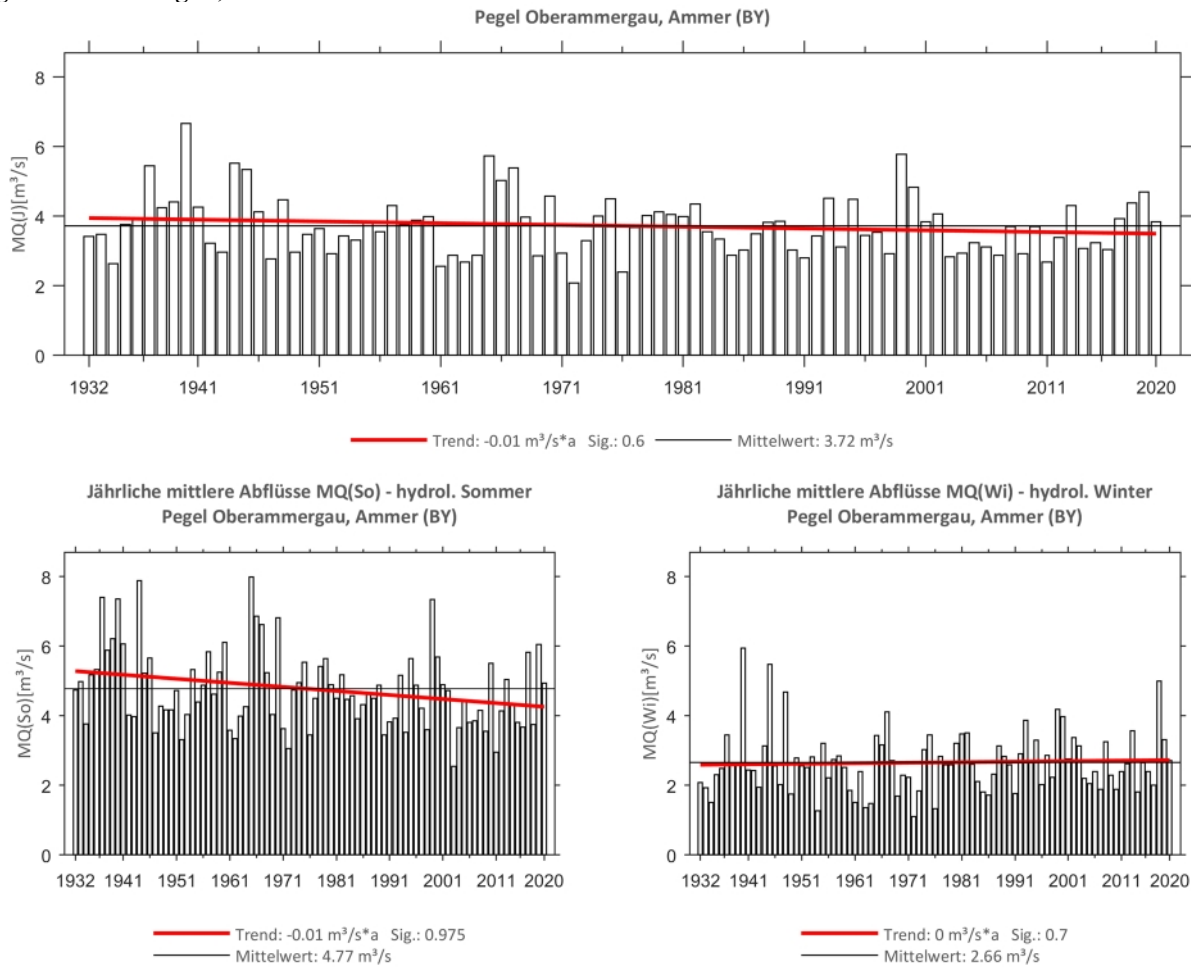 Pegel Oberammergau, Ammer (BY)
MQ(J)[m³/s]
8
6
4
2
0
1932 1941 1951 1961 1971 1981 1991 2001 2011 2020
Trend: -0.01 m³/s*a Sig.: 0.6 Mittelwert: 3.72 m³/s
Jährliche mittlere Abflüsse MQ(So) - hydrol. Sommer
Pegel Oberammergau, Ammer (BY)
MQ(So)[m³/s]
8
6
4
2
0
1932 1941 1951 1961 1971 1981 1991 2001 2011 2020
Trend: -0.01 m³/s*a Sig.: 0.975
Mittelwert: 4.77 m³/s
Jährliche mittlere Abflüsse MQ(Wi) - hydrol. Winter
Pegel Oberammergau, Ammer (BY)
MQ(Wi)[m³/s]
8
6
4
2
0
1932 1941 1951 1961 1971 1981 1991 2001 2011 2020
Trend: 0 m³/s*a Sig.: 0.7
Mittelwert: 2.66 m³/s